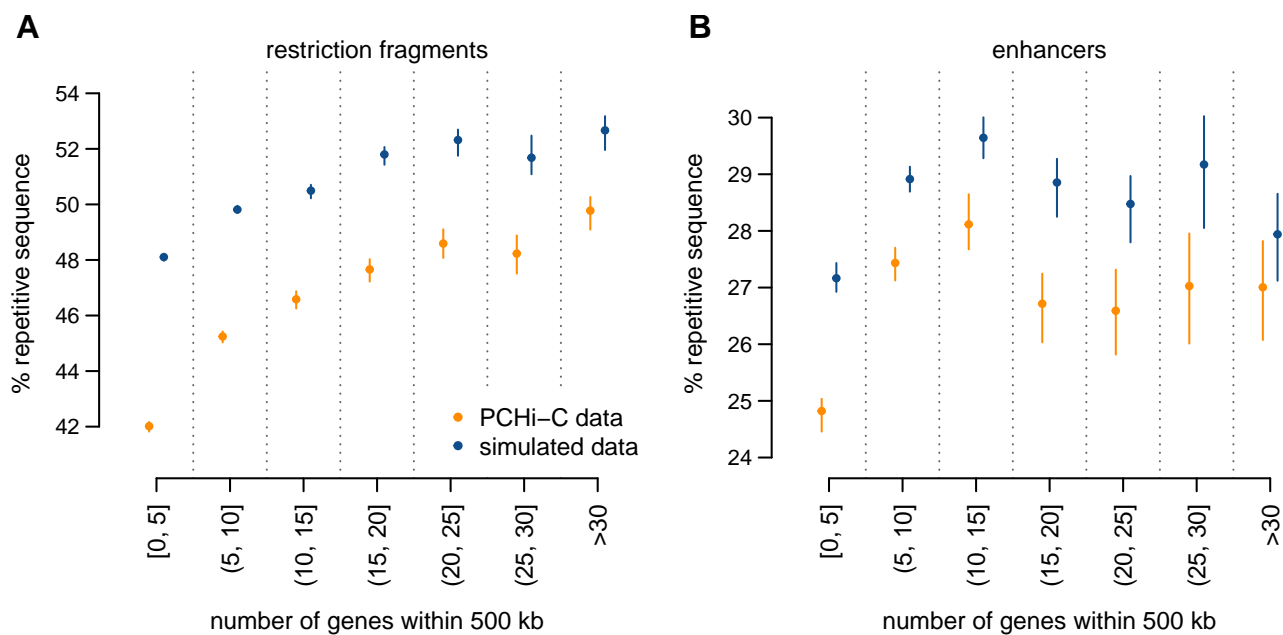 A
restriction fragments
% repetitive sequence
54
52
50
48
46
44
42
PCHi−C data
simulated data
[0, 5]
(5, 10]
(10, 15]
(15, 20]
(20, 25]
(25, 30]
>30
number of genes within 500 kb
B
enhancers
% repetitive sequence
30
29
28
27
26
25
24
[0, 5]
(5, 10]
(10, 15]
(15, 20]
(20, 25]
(25, 30]
>30
number of genes within 500 kb